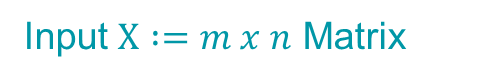 Input X := m x n Matrix